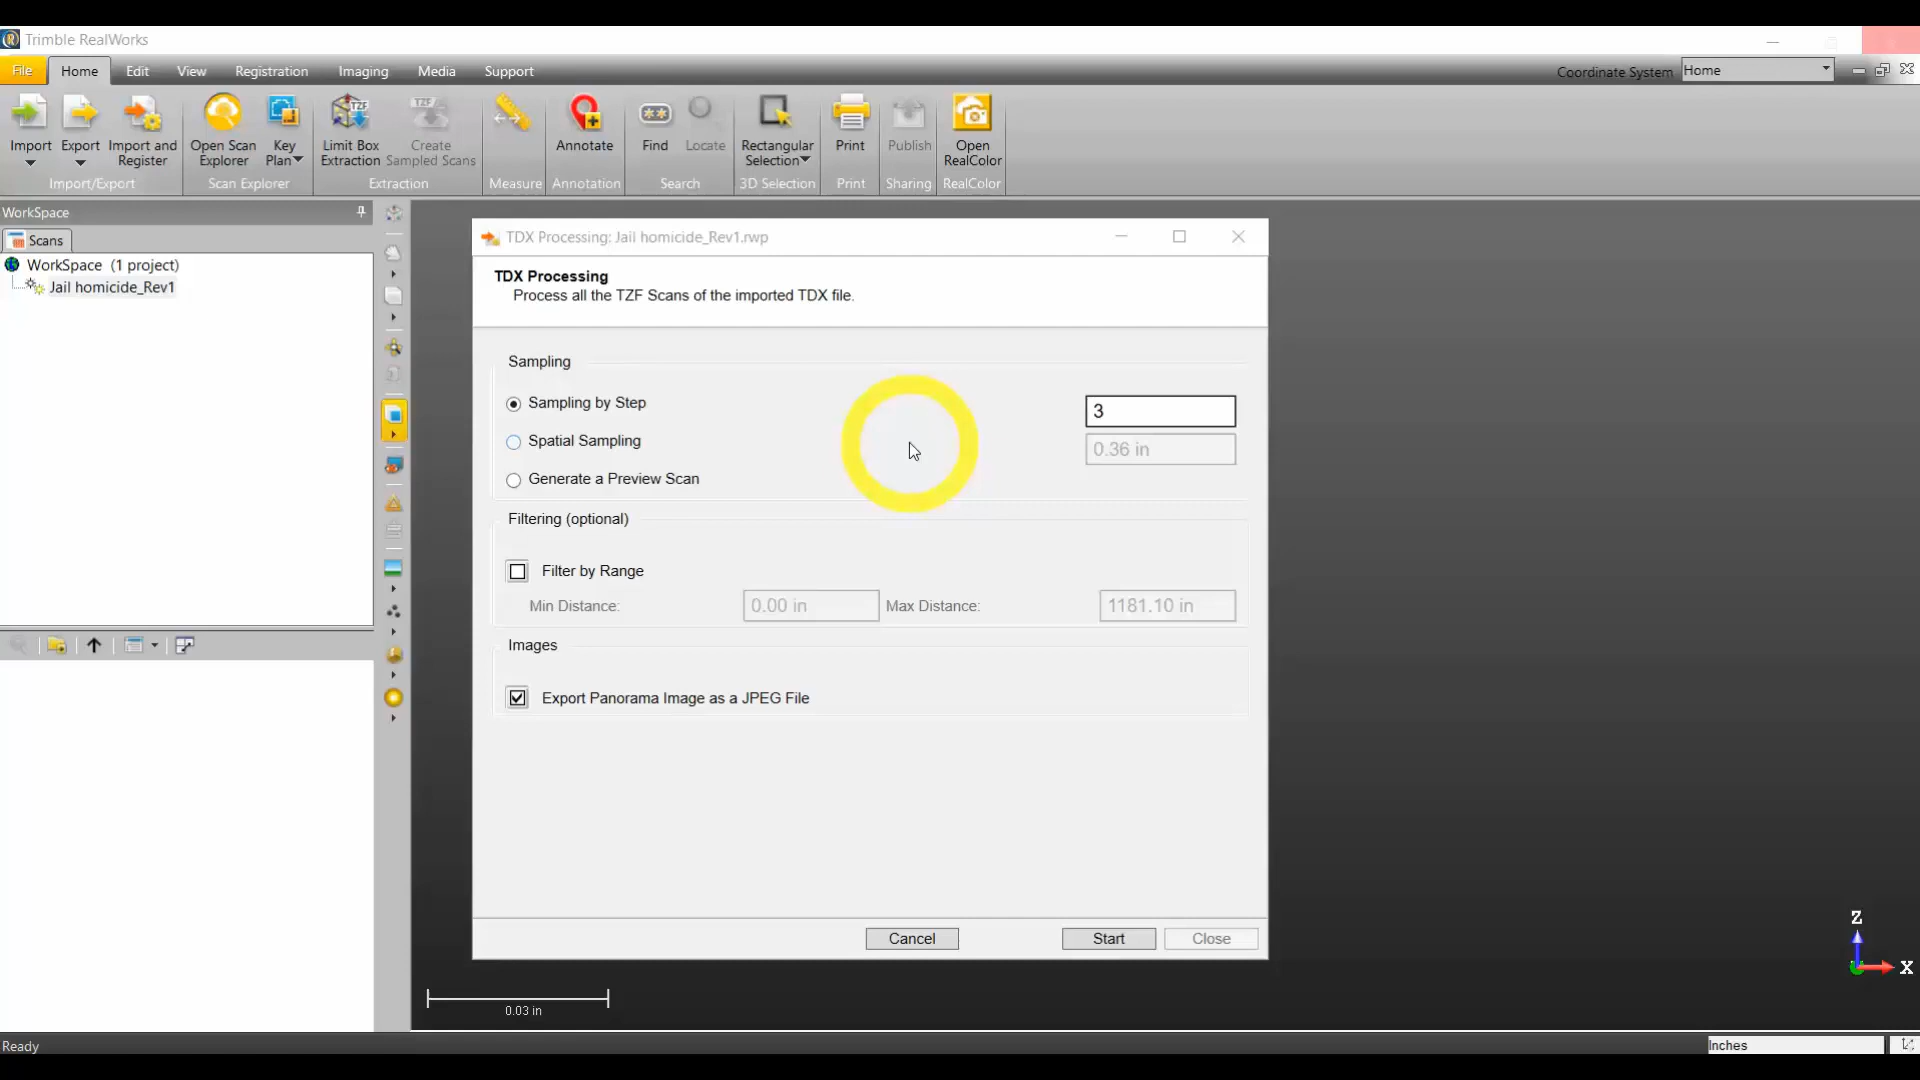 Trimble RealWorks
File Home Edit View Registration Imaging Media Support Coordinate System Home
TZF TZF
Import Export Import and Register Open Scan Explorer Key Plan Limit Box Extraction Create Sampled Scans Annotate Find Locate Rectangular Selection Print Publish Open RealColor
Import/Export Scan Explorer Extraction Measure Annotation Search 3D Selection Print Sharing RealColor
WorkSpace
Scans
WorkSpace (1 project)
Jail homicide_Rev1
TDX Processing: Jail homicide_Rev1.rwp
TDX Processing
Process all the TZF Scans of the imported TDX file.
Sampling
Sampling by Step 3
Spatial Sampling 0.36 in
Generate a Preview Scan
Filtering (optional)
Filter by Range
Min Distance: 0.00 in Max Distance: 1181.10 in
Images
Export Panorama Image as a JPEG File
Cancel Start Close
Z
X
0.03 in
Ready Inches